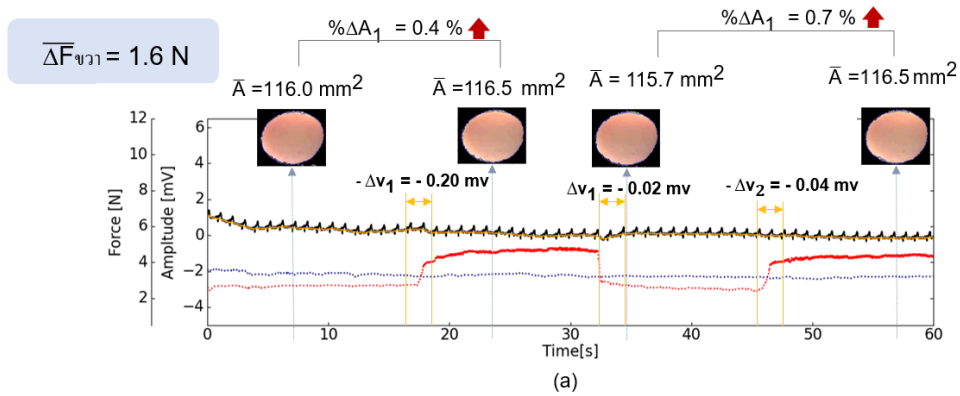 %ΔA1 = 0.4 %
%ΔA1 = 0.7 %
ΔFขวา = 1.6 N
A =116.0 mm2
A =116.5 mm2
A =115.7 mm2
A =116.5 mm2
- Δv1 = - 0.20 mv
Δv1 = - 0.02 mv
- Δv2 = - 0.04 mv
Force [N]
12
10
8
6
4
2
Ampltude [mV]
6
4
2
0
−2
−4
0
10
20
30
40
50
60
Time[s]
(a)